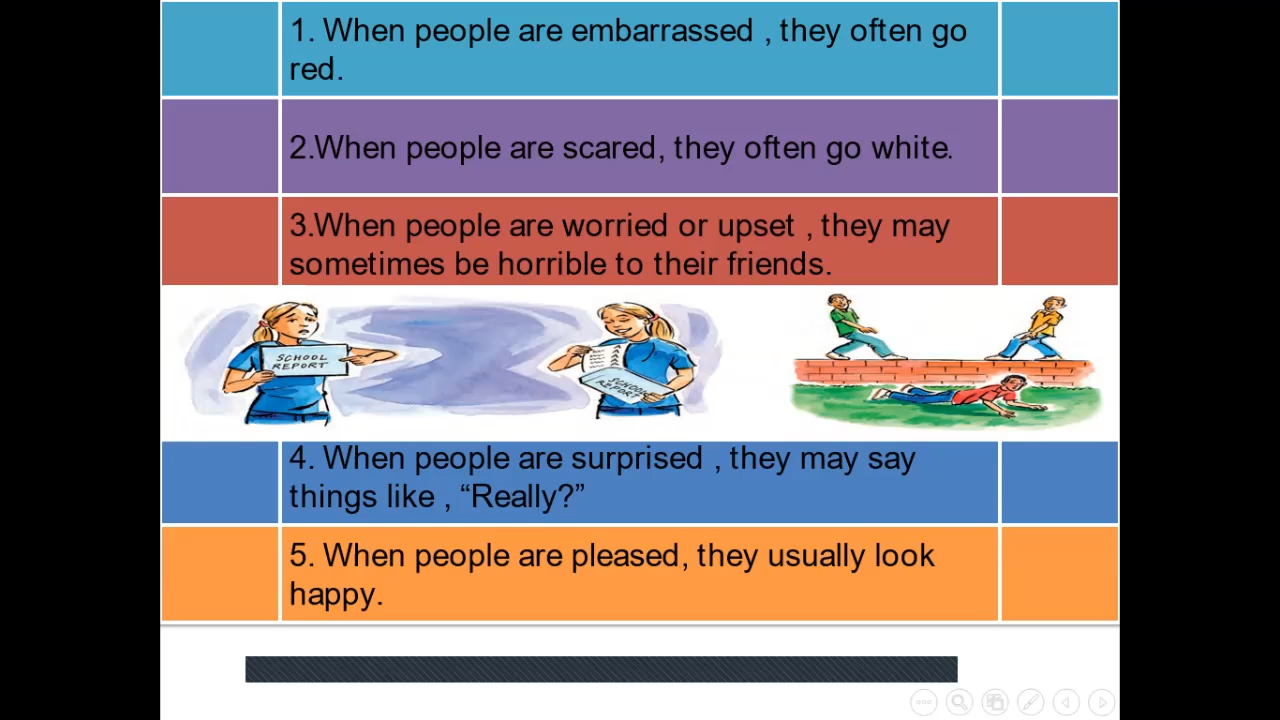 1. When people are embarrassed , they often go
red.
2.When people are scared, they often go white.
3.When people are worried or upset , they may
sometimes be horrible to their friends.
SCHOOL
REPORT
SCHOOL
REPORT
4. When people are surprised , they may say
things like , “Really?”
5. When people are pleased, they usually look
happy.